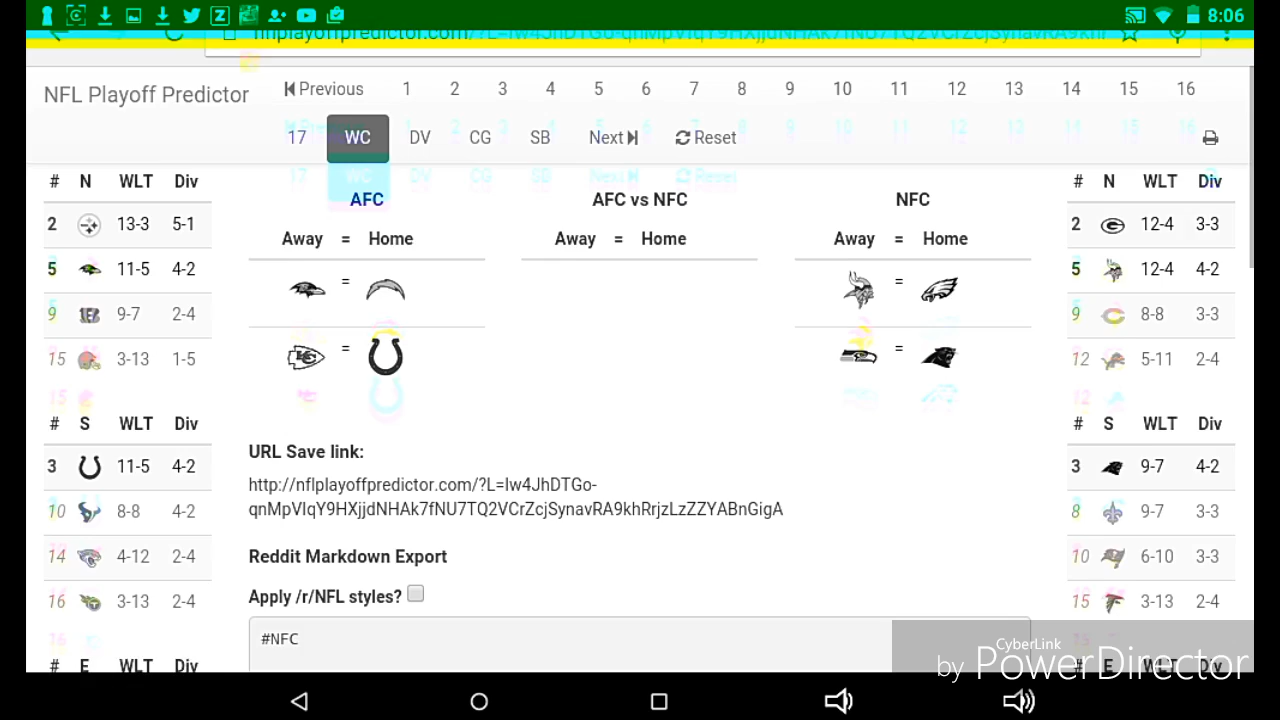 8:06
NFL Playoff Predictor
Previous 1 2 3 4 5 6 7 8 9 10 11 12 13 14 15 16
17 WC DV CG SB Next Reset
# N WLT Div
2 13-3 5-1
5 11-5 4-2
9 9-7 2-4
15 3-13 1-5
# S WLT Div
3 11-5 4-2
10 8-8 4-2
14 4-12 2-4
16 3-13 2-4
# E WLT Div
AFC
Away = Home
=
=
AFC vs NFC
Away = Home
NFC
Away = Home
=
=
URL Save link:
http://nflplayoffpredictor.com/?L=Iw4JhDTGo-
qnMpVIqY9HXjjdNHAk7fNU7TQ2VCrZcjSynavRA9khRrjzLzZZYABnGigA
Reddit Markdown Export
Apply /r/NFL styles?
#NFC
# N WLT Div
2 12-4 3-3
5 12-4 4-2
9 8-8 3-3
12 5-11 2-4
# S WLT Div
3 9-7 4-2
8 9-7 3-3
10 6-10 3-3
15 3-13 2-4
# E WLT Div
CyberLink
by PowerDirector